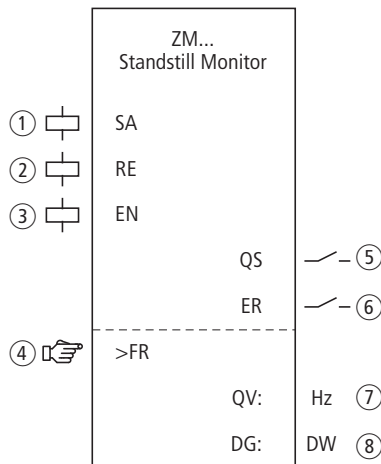 ZM...
Standstill Monitor
1 SA
2 RE
3 EN
QS 5
ER 6
4 >FR
QV: Hz 7
DG: DW 8